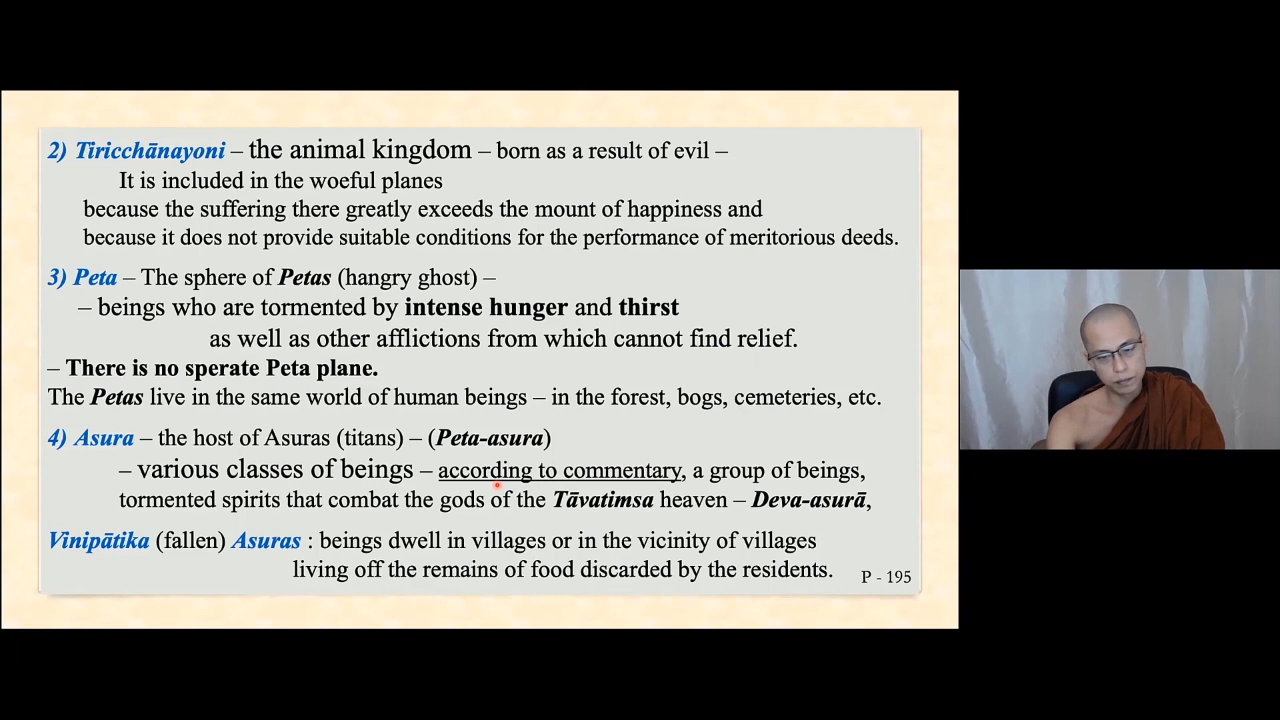 2) Tiricchānayoni – the animal kingdom – born as a result of evil –
It is included in the woeful planes
because the suffering there greatly exceeds the mount of happiness and
because it does not provide suitable conditions for the performance of meritorious deeds.
3) Peta – The sphere of Petas (hangry ghost) –
– beings who are tormented by intense hunger and thirst
as well as other afflictions from which cannot find relief.
– There is no sperate Peta plane.
The Petas live in the same world of human beings – in the forest, bogs, cemeteries, etc.
4) Asura – the host of Asuras (titans) – (Peta-asura)
– various classes of beings – according to commentary, a group of beings,
tormented spirits that combat the gods of the Tāvatimsa heaven – Deva-asurā,
Vinipātika (fallen) Asuras : beings dwell in villages or in the vicinity of villages
living off the remains of food discarded by the residents.
P - 195